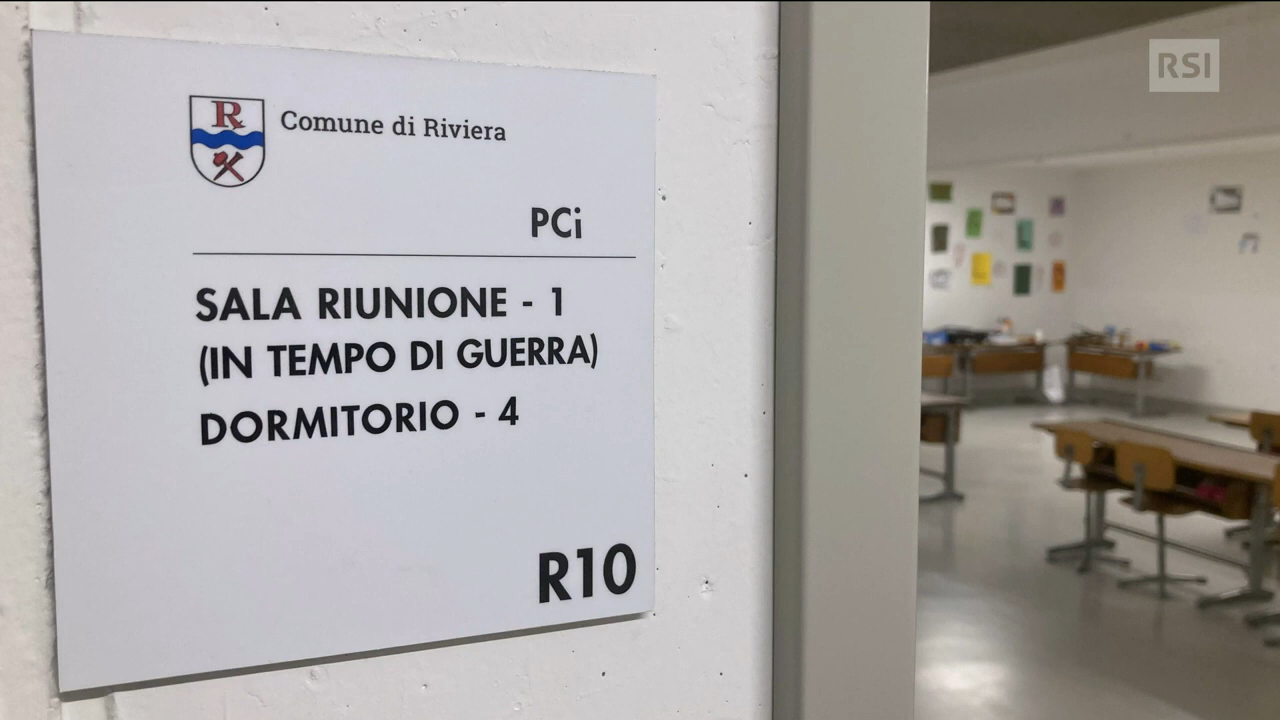 RSI
R
Comune di Riviera
PCi
SALA RIUNIONE - 1
(IN TEMPO DI GUERRA)
DORMITORIO - 4
R10